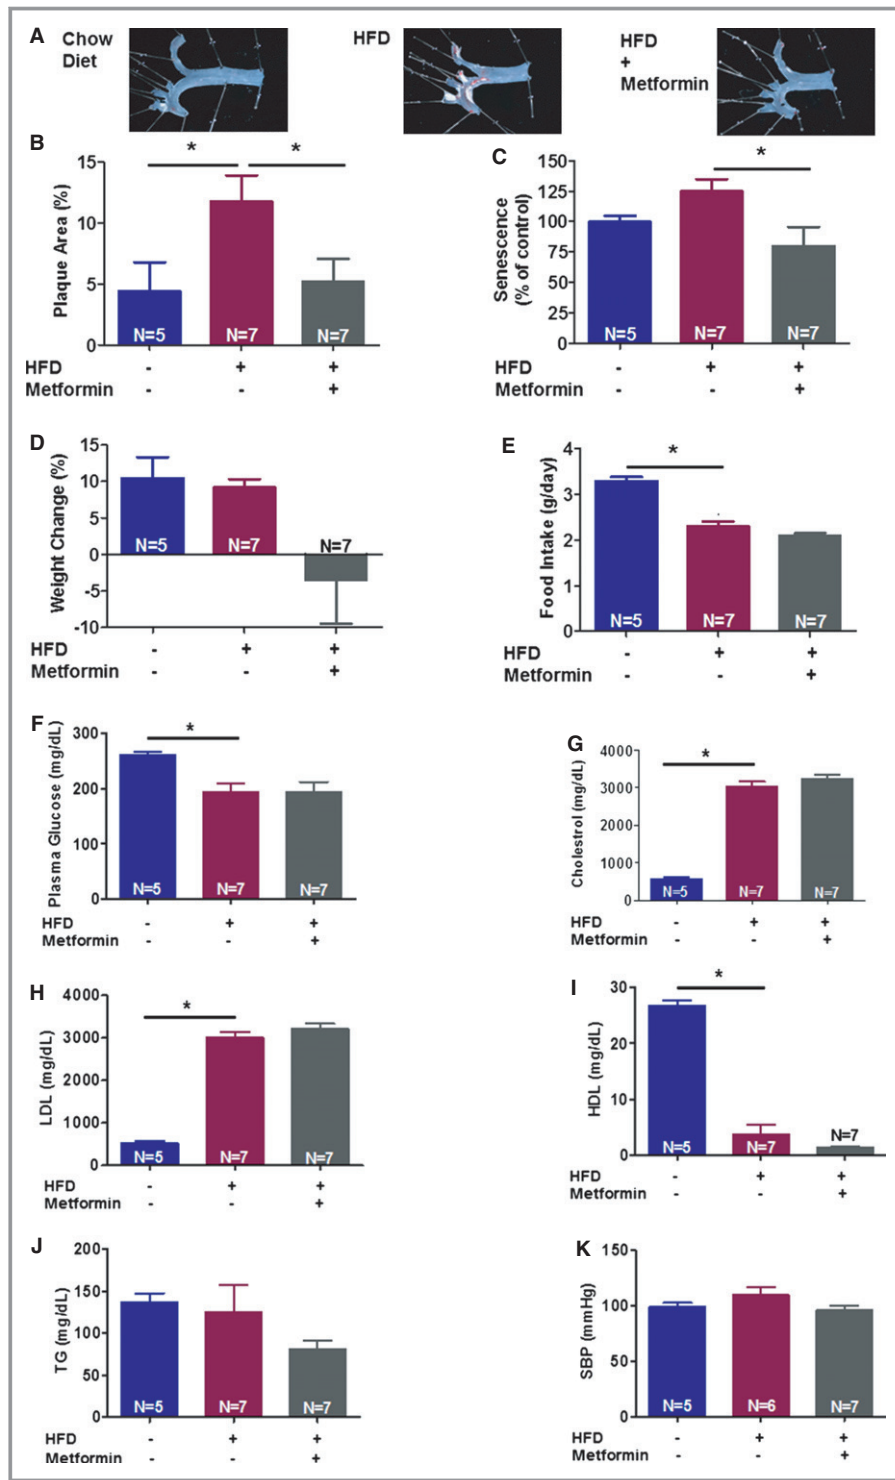 A
Chow
Diet
HFD
HFD
+
Metformin
B
*
*
Plaque Area (%)
15
10
5
0
N=5
N=7
N=7
HFD - + +
Metformin - - +
C
*
Senescence
(% of control)
150
125
100
75
50
25
0
N=5
N=7
N=7
HFD - + +
Metformin - - +
D
Weight Change (%)
15
10
5
0
-5
-10
N=5
N=7
N=7
HFD - + +
Metformin - - +
E
*
Food Intake (g/day)
4
3
2
1
0
N=5
N=7
N=7
HFD - + +
Metformin - - +
F
*
Plasma Glucose (mg/dL)
300
200
100
0
N=5
N=7
N=7
HFD - + +
Metformin - - +
G
*
Cholestrol (mg/dL)
4000
3000
2000
1000
0
N=5
N=7
N=7
HFD - + +
Metformin - - +
H
*
LDL (mg/dL)
4000
3000
2000
1000
0
N=5
N=7
N=7
HFD - + +
Metformin - - +
I
*
HDL (mg/dL)
30
20
10
0
N=5
N=7
N=7
HFD - + +
Metformin - - +
J
TG (mg/dL)
200
150
100
50
0
N=5
N=7
N=7
HFD - + +
Metformin - - +
K
SBP (mmHg)
150
100
50
0
N=5
N=6
N=7
HFD - + +
Metformin - - +